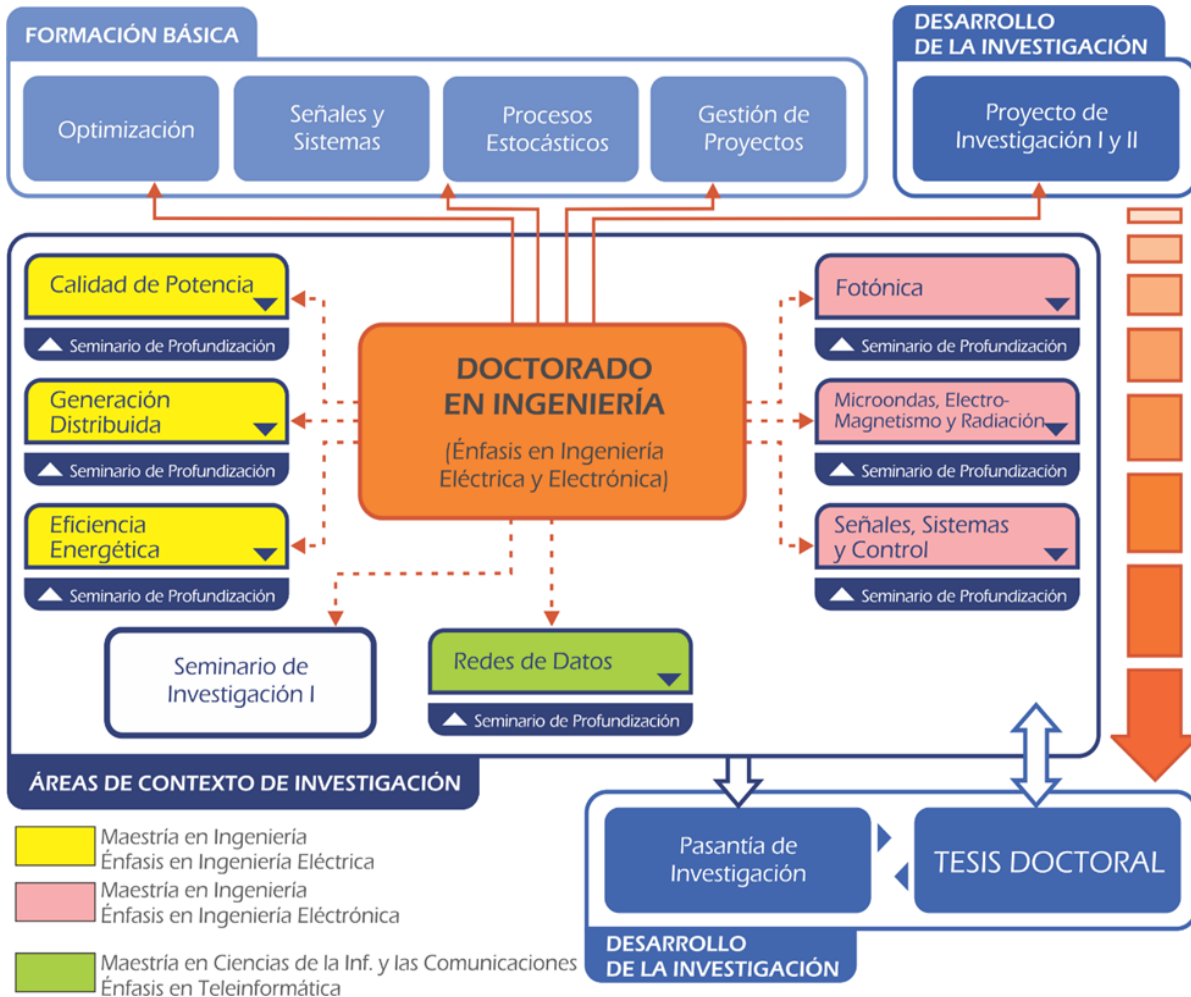 FORMACIÓN BÁSICA
Optimización
Señales y
Sistemas
Procesos
Estocásticos
Gestión de
Proyectos
DESARROLLO
DE LA INVESTIGACIÓN
Proyecto de
Investigación I y II
Calidad de Potencia
Seminario de Profundización
Generación
Distribuida
Seminario de Profundización
Eficiencia
Energética
Seminario de Profundización
DOCTORADO
EN INGENIERÍA
(Énfasis en Ingeniería
Eléctrica y Electrónica)
Fotónica
Seminario de Profundización
Microondas, Electro-
Magnetismo y Radiación
Seminario de Profundización
Señales, Sistemas
y Control
Seminario de Profundización
Seminario de
Investigación I
Redes de Datos
Seminario de Profundización
ÁREAS DE CONTEXTO DE INVESTIGACIÓN
Maestría en Ingeniería
Énfasis en Ingeniería Eléctrica
Maestría en Ingeniería
Énfasis en Ingeniería Eléctrónica
Maestría en Ciencias de la Inf. y las Comunicaciones
Énfasis en Teleinformática
Pasantía de
Investigación
TESIS DOCTORAL
DESARROLLO
DE LA INVESTIGACIÓN